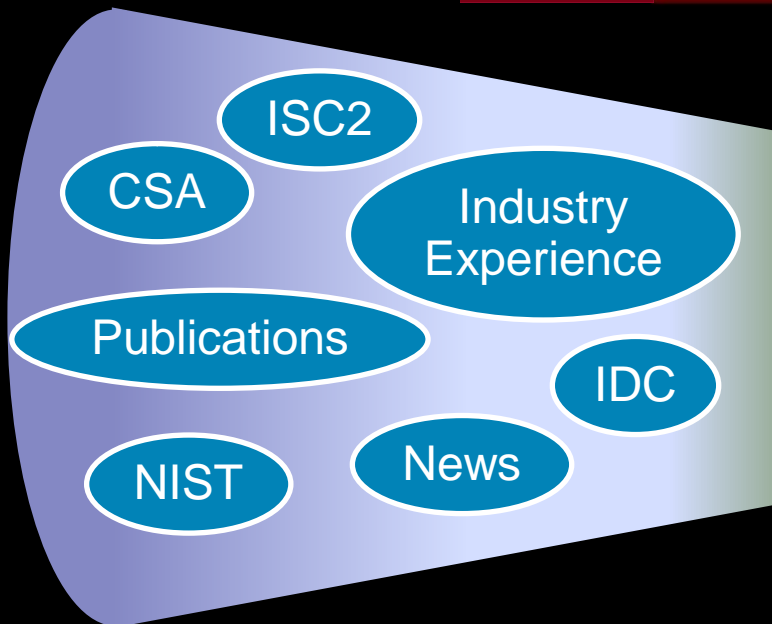 ISC2
CSA
Industry
Experience
Publications
IDC
News
NIST